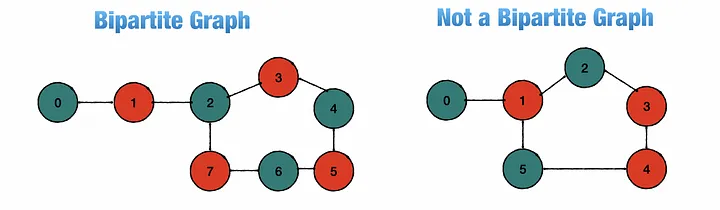 Bipartite Graph
Not a Bipartite Graph
0 1 2 3 4 5 6 7
0 1 2 3 4 5